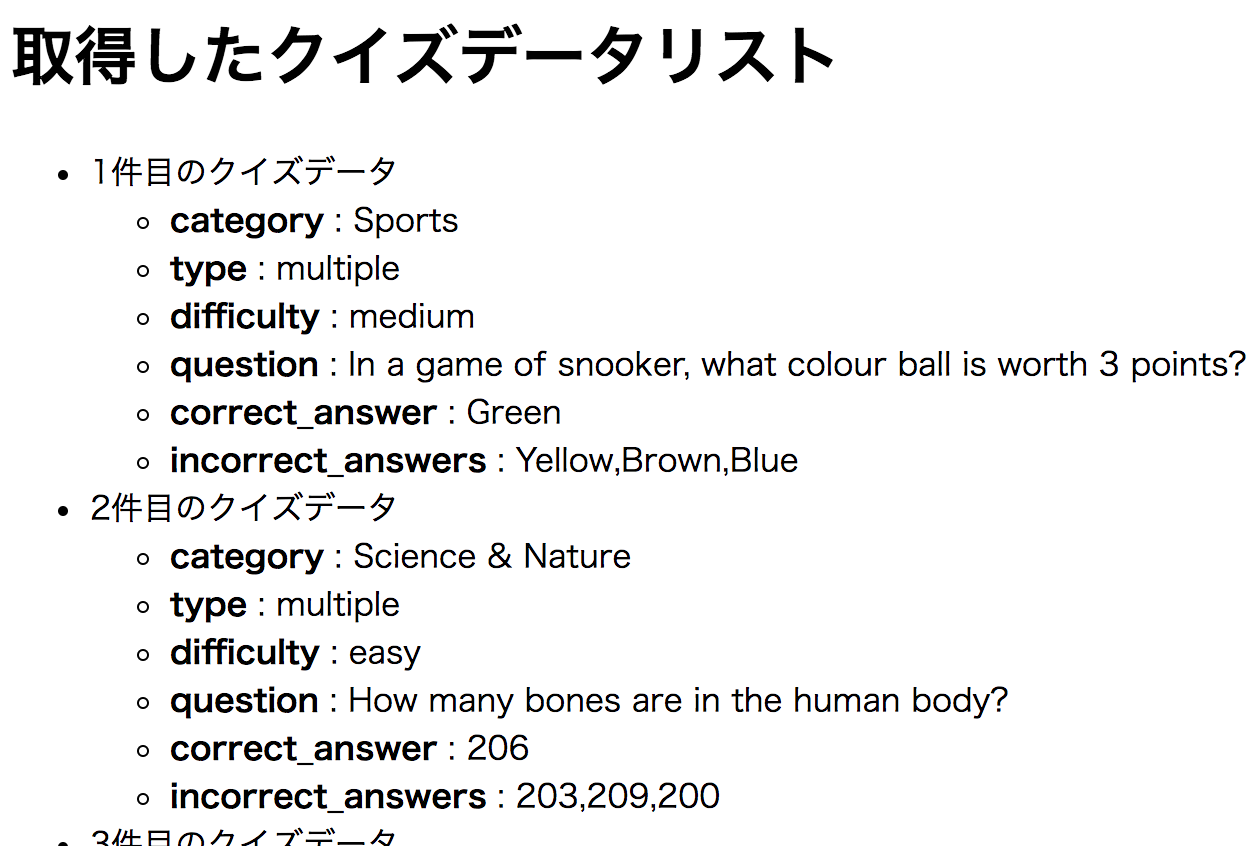 取得したクイズデータリスト
1件目のクイズデータ
category : Sports
type : multiple
difficulty : medium
question : In a game of snooker, what colour ball is worth 3 points?
correct_answer : Green
incorrect_answers : Yellow,Brown,Blue
2件目のクイズデータ
category : Science & Nature
type : multiple
difficulty : easy
question : How many bones are in the human body?
correct_answer : 206
incorrect_answers : 203,209,200
3件目のクイズデータ